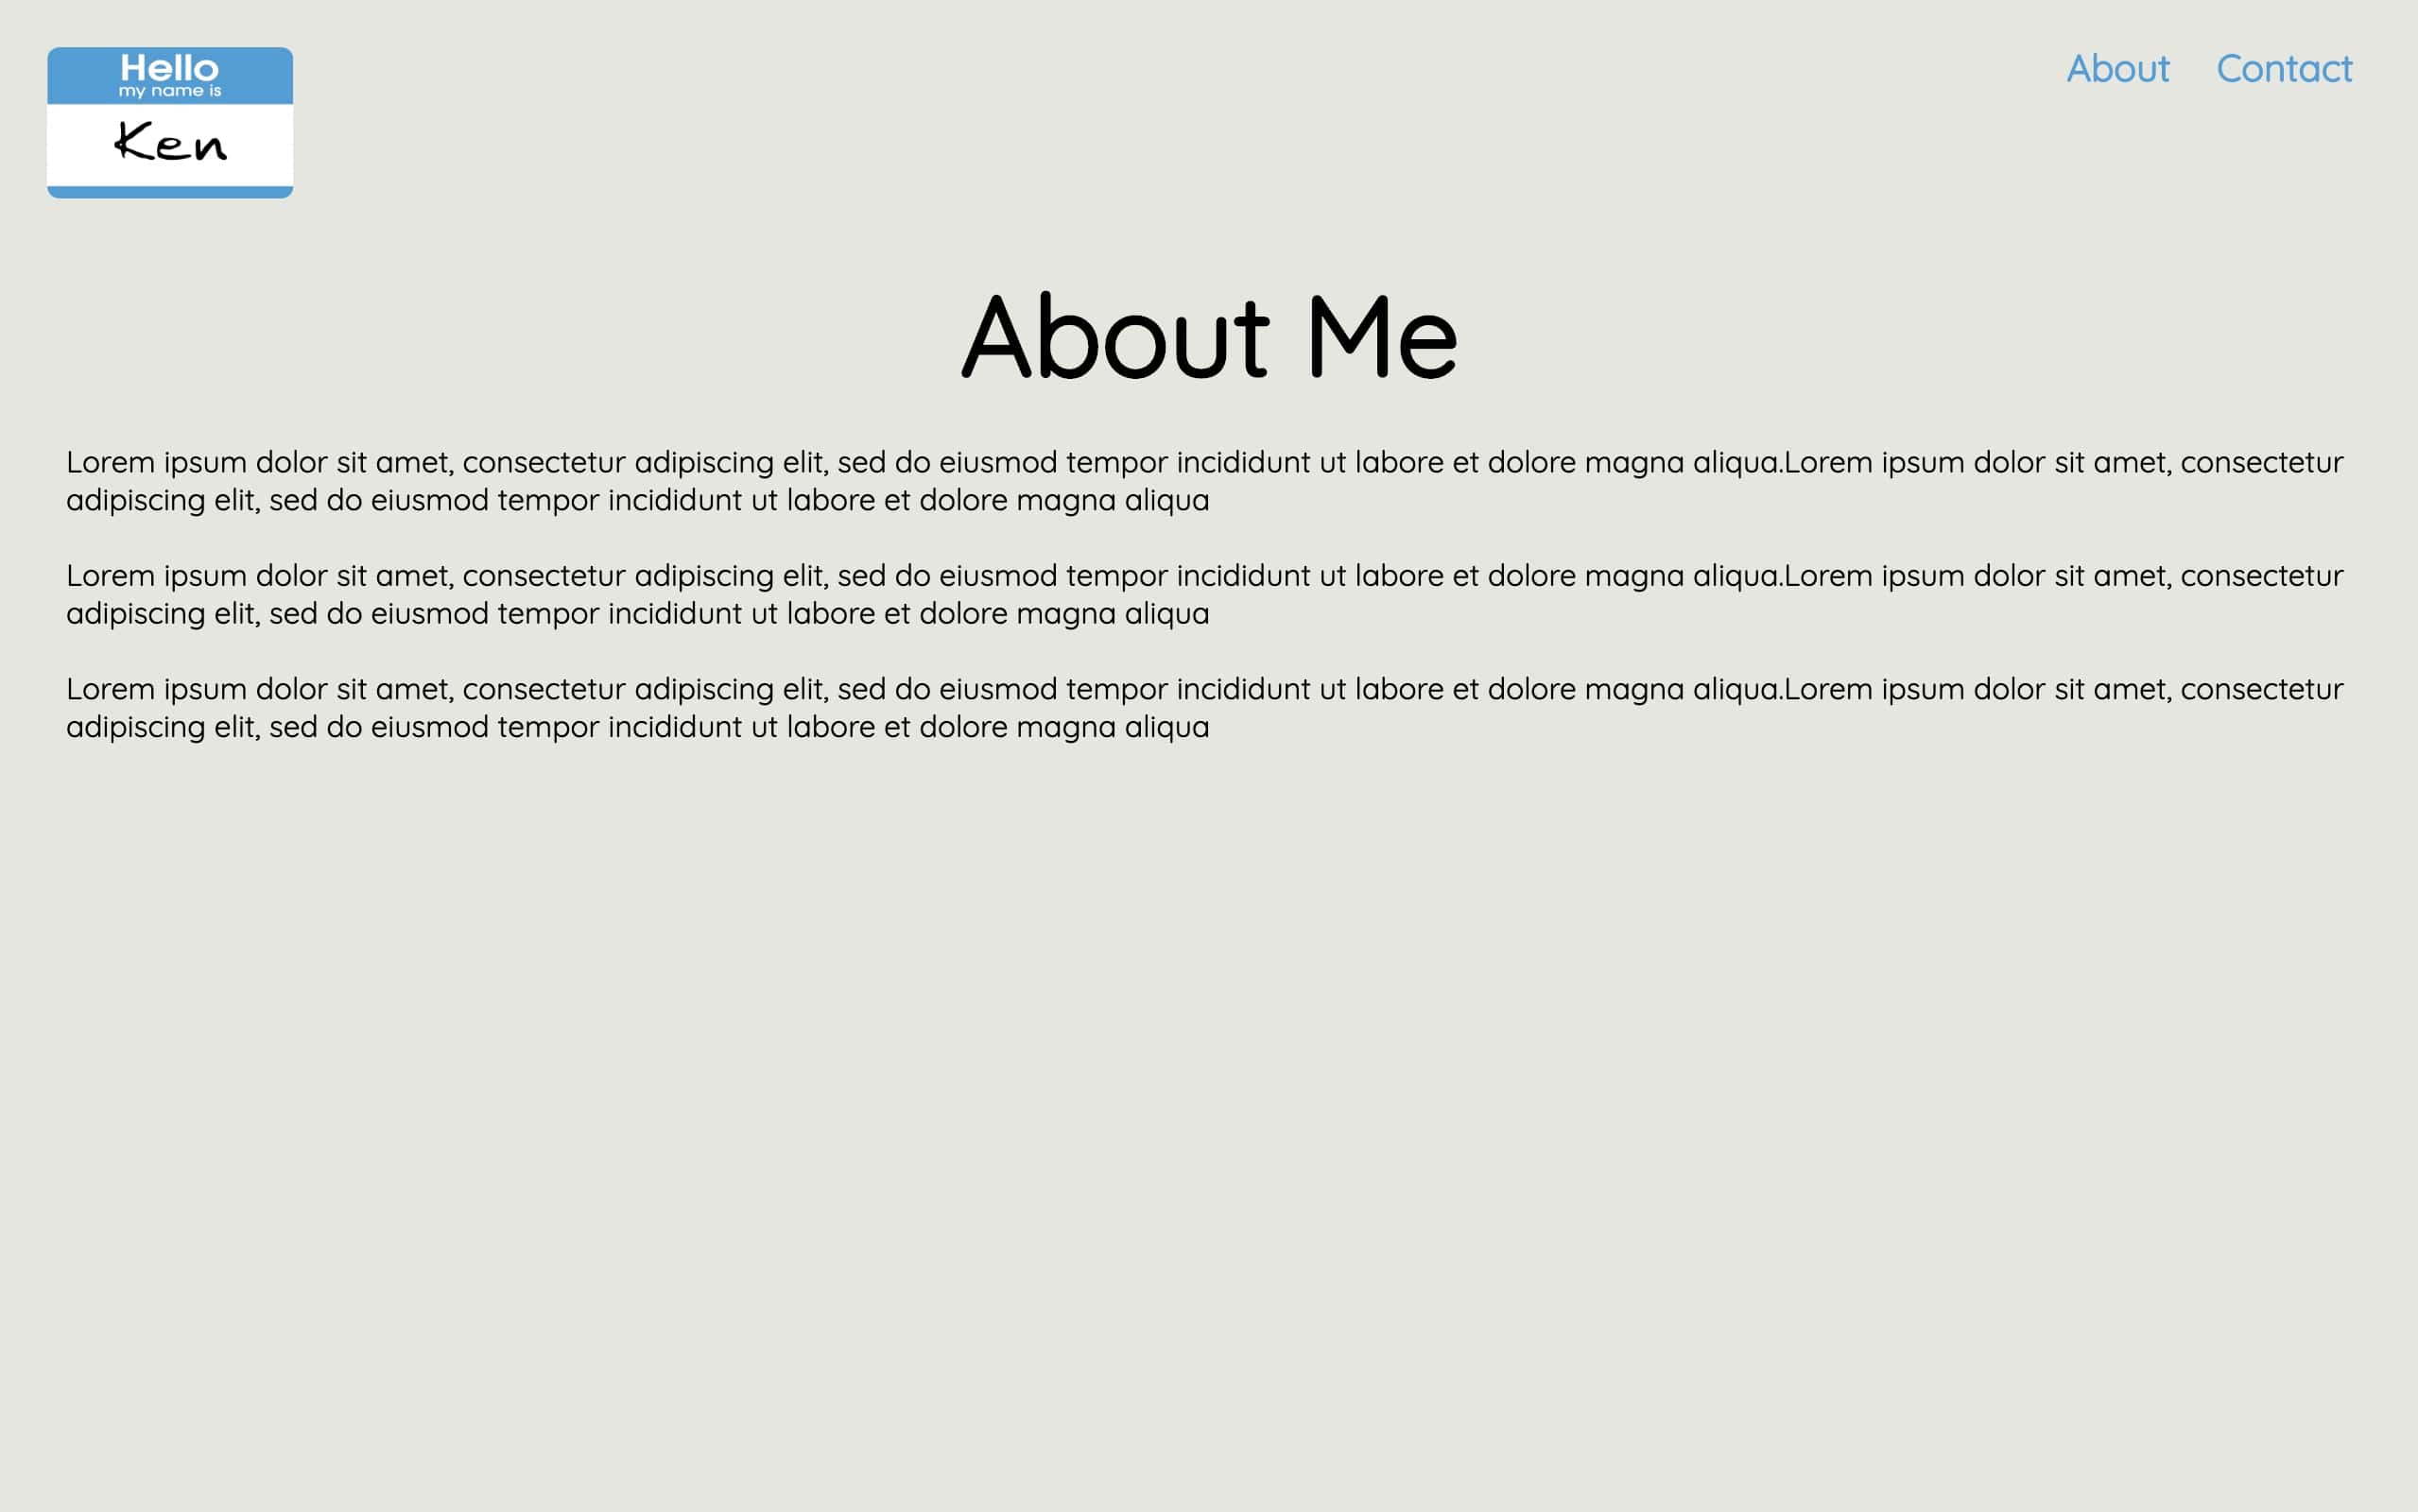 Hello
my name is
Ken
About Contact
About Me
Lorem ipsum dolor sit amet, consectetur adipiscing elit, sed do eiusmod tempor incididunt ut labore et dolore magna aliqua.Lorem ipsum dolor sit amet, consectetur
adipiscing elit, sed do eiusmod tempor incididunt ut labore et dolore magna aliqua
Lorem ipsum dolor sit amet, consectetur adipiscing elit, sed do eiusmod tempor incididunt ut labore et dolore magna aliqua.Lorem ipsum dolor sit amet, consectetur
adipiscing elit, sed do eiusmod tempor incididunt ut labore et dolore magna aliqua
Lorem ipsum dolor sit amet, consectetur adipiscing elit, sed do eiusmod tempor incididunt ut labore et dolore magna aliqua.Lorem ipsum dolor sit amet, consectetur
adipiscing elit, sed do eiusmod tempor incididunt ut labore et dolore magna aliqua